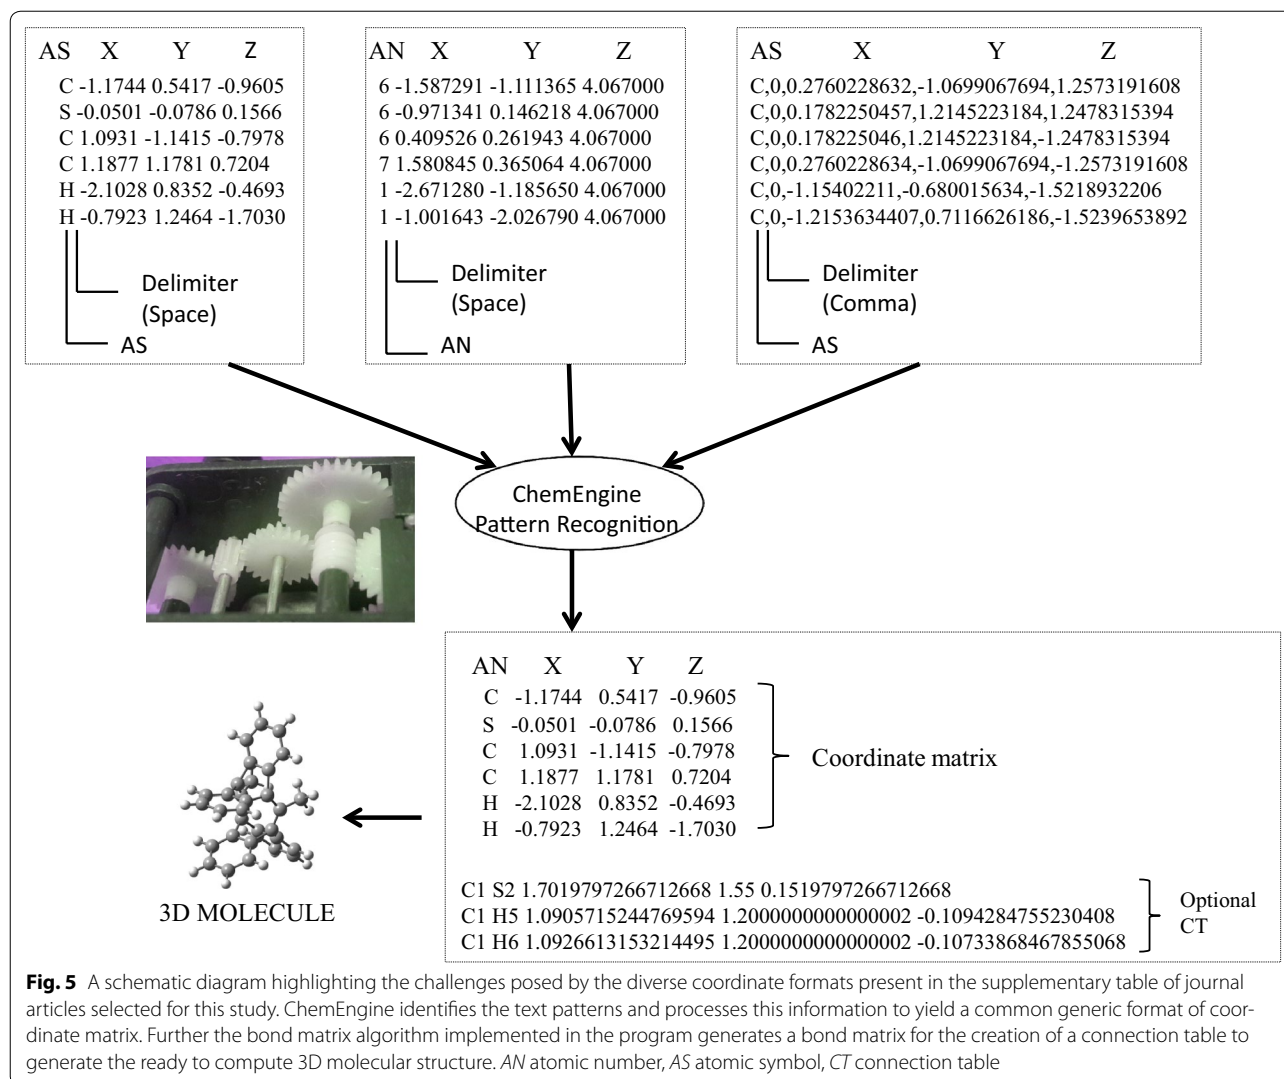 AS X Y Z
C -1.1744 0.5417 -0.9605
S -0.0501 -0.0786 0.1566
C 1.0931 -1.1415 -0.7978
C 1.1877 1.1781 0.7204
H -2.1028 0.8352 -0.4693
H -0.7923 1.2464 -1.7030
Delimiter
(Space)
AS
AN X Y Z
6 -1.587291 -1.111365 4.067000
6 -0.971341 0.146218 4.067000
6 0.409526 0.261943 4.067000
7 1.580845 0.365064 4.067000
1 -2.671280 -1.185650 4.067000
1 -1.001643 -2.026790 4.067000
Delimiter
(Space)
AN
AS X Y Z
C,0,0.2760228632,-1.0699067694,1.2573191608
C,0,0.1782250457,1.2145223184,1.2478315394
C,0,0.178225046,1.2145223184,-1.2478315394
C,0,0.2760228634,-1.0699067694,-1.2573191608
C,0,-1.15402211,-0.680015634,-1.5218932206
C,0,-1.2153634407,0.7116626186,-1.5239653892
Delimiter
(Comma)
AS
ChemEngine
Pattern Recognition
AN X Y Z
C -1.1744 0.5417 -0.9605
S -0.0501 -0.0786 0.1566
C 1.0931 -1.1415 -0.7978
C 1.1877 1.1781 0.7204
H -2.1028 0.8352 -0.4693
H -0.7923 1.2464 -1.7030
Coordinate matrix
C1 S2 1.7019797266712668 1.55 0.1519797266712668
C1 H5 1.0905715244769594 1.2000000000000002 -0.1094284755230408
C1 H6 1.0926613153214495 1.2000000000000002 -0.10733868467855068
Optional
CT
3D MOLECULE
Fig. 5 A schematic diagram highlighting the challenges posed by the diverse coordinate formats present in the supplementary table of journal
articles selected for this study. ChemEngine identifies the text patterns and processes this information to yield a common generic format of coor-
dinate matrix. Further the bond matrix algorithm implemented in the program generates a bond matrix for the creation of a connection table to
generate the ready to compute 3D molecular structure. AN atomic number, AS atomic symbol, CT connection table